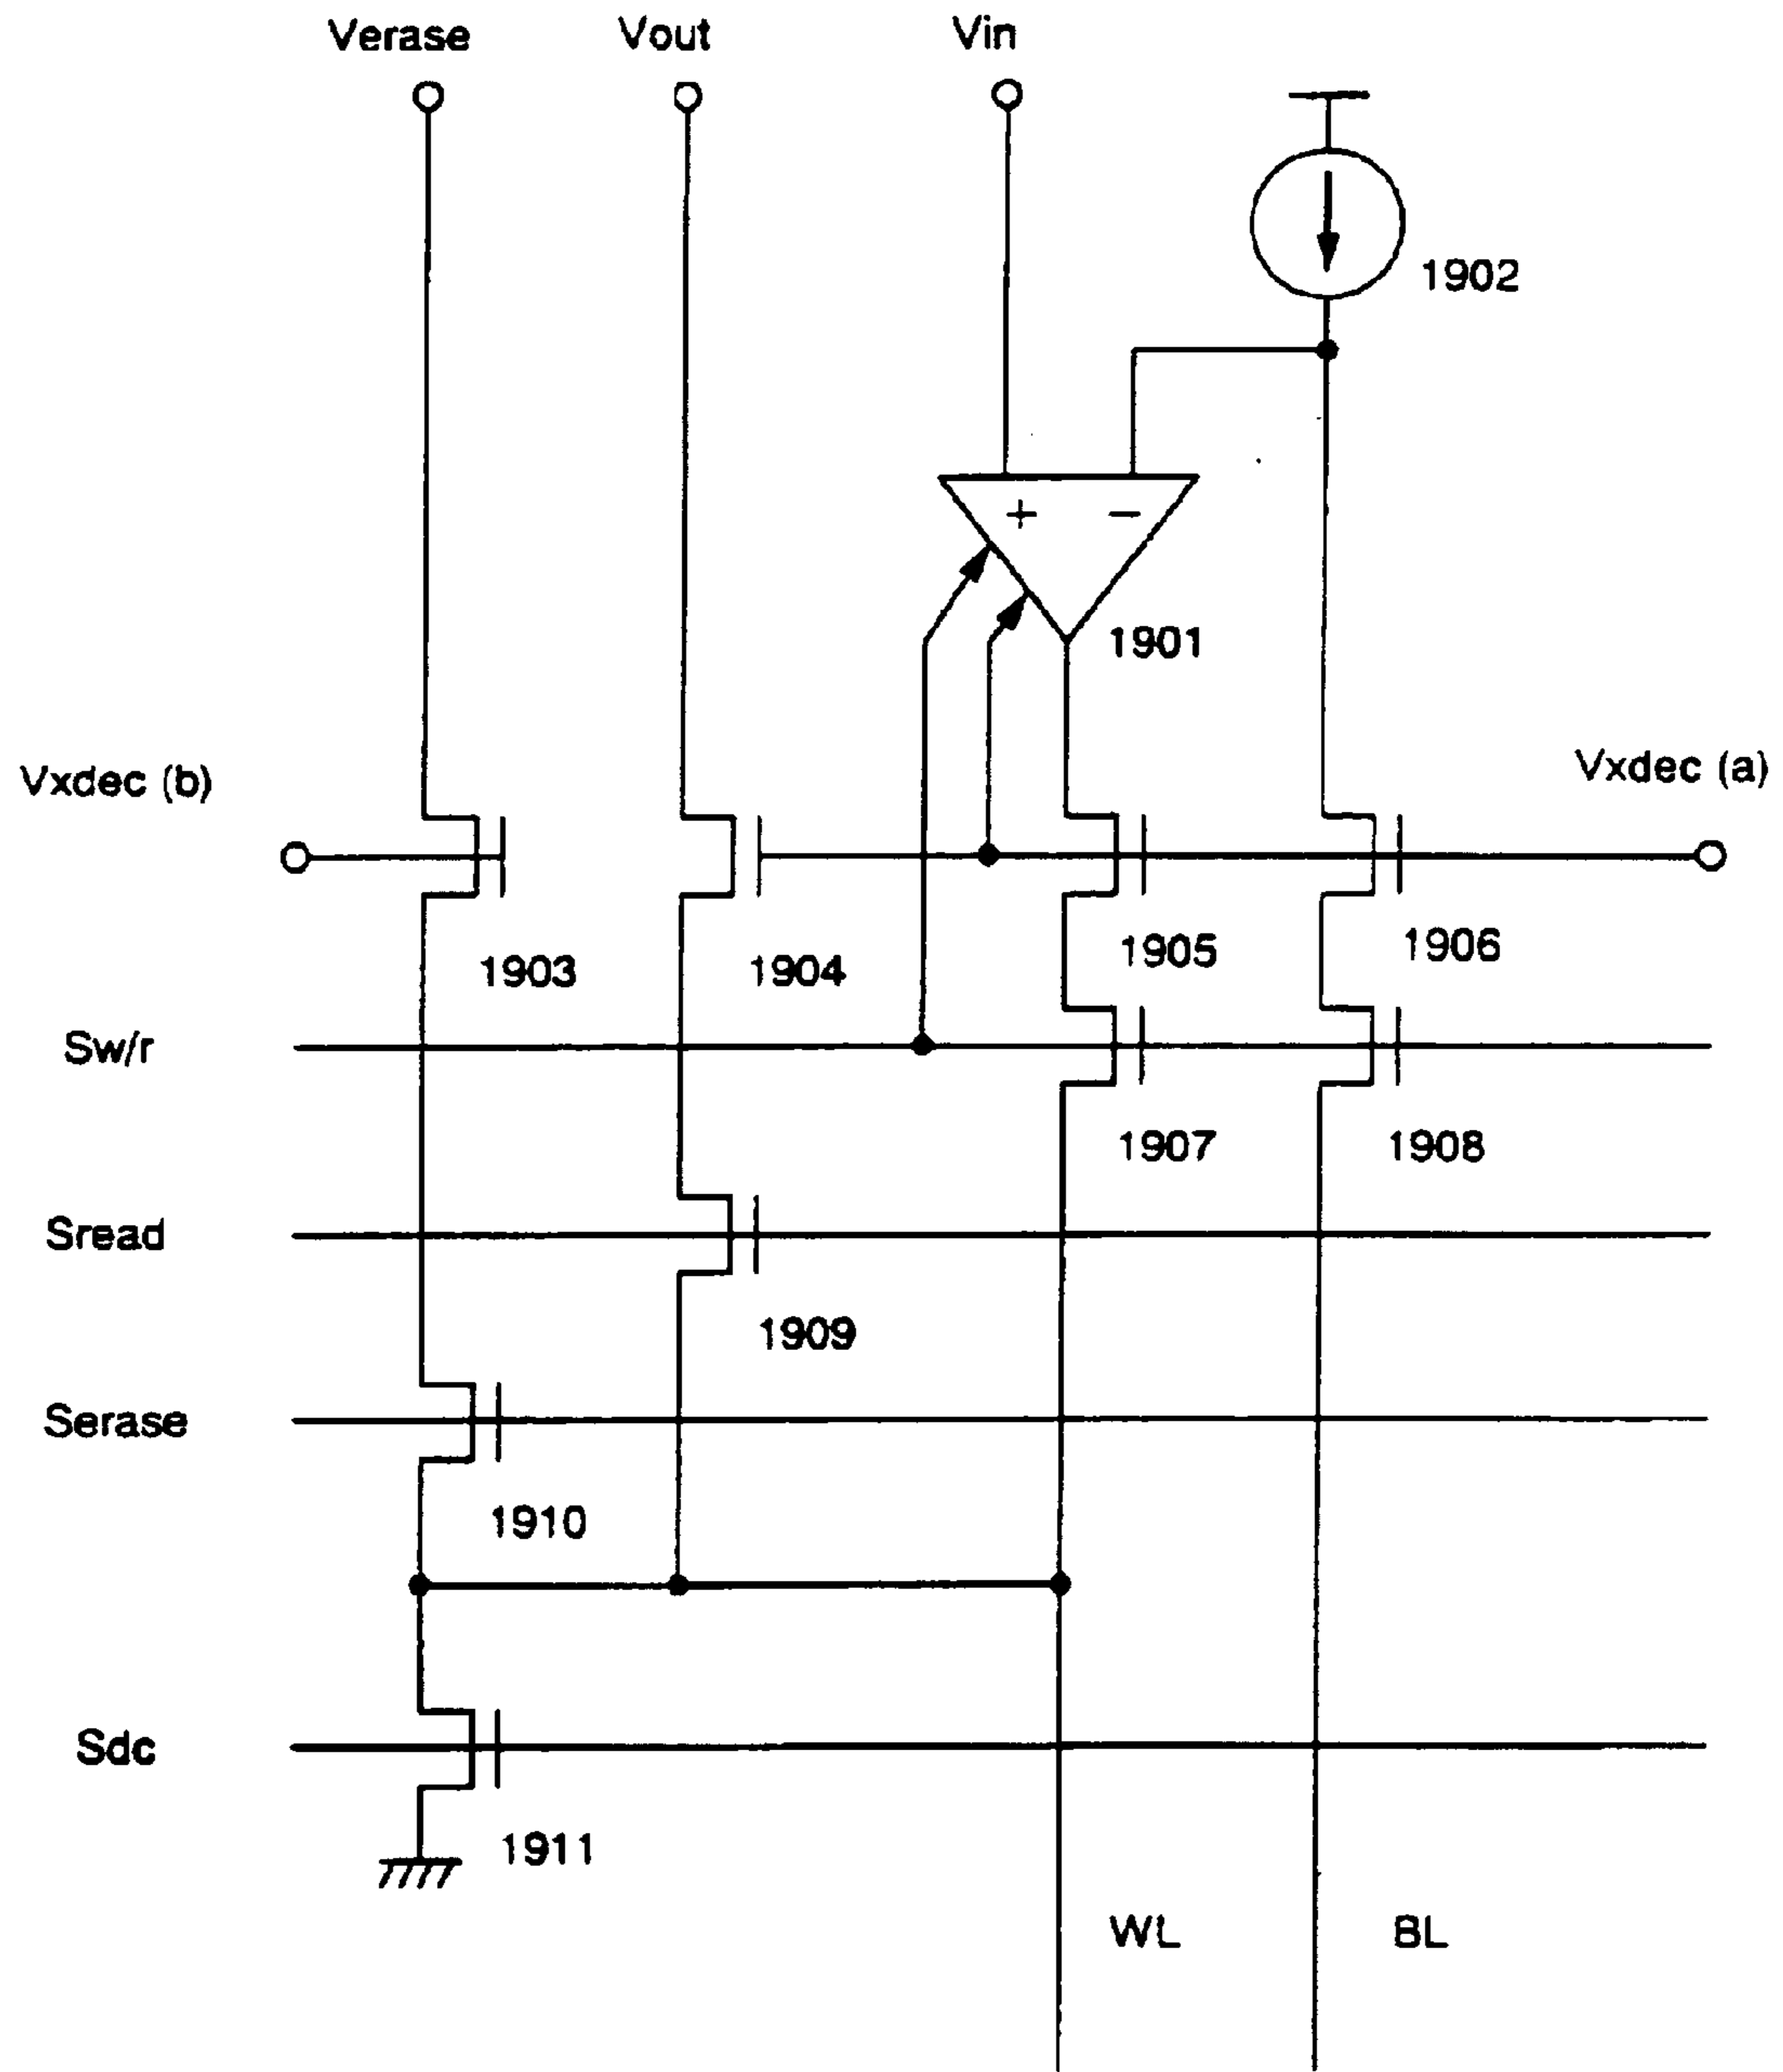 Verase Vout Vin
1902
+ −
1901
Vxdec (b) Vxdec (a)
1903 1904 1905 1906
Sw/r
1907 1908
Sread
1909
Serase
1910
Sdc
1911
WL BL